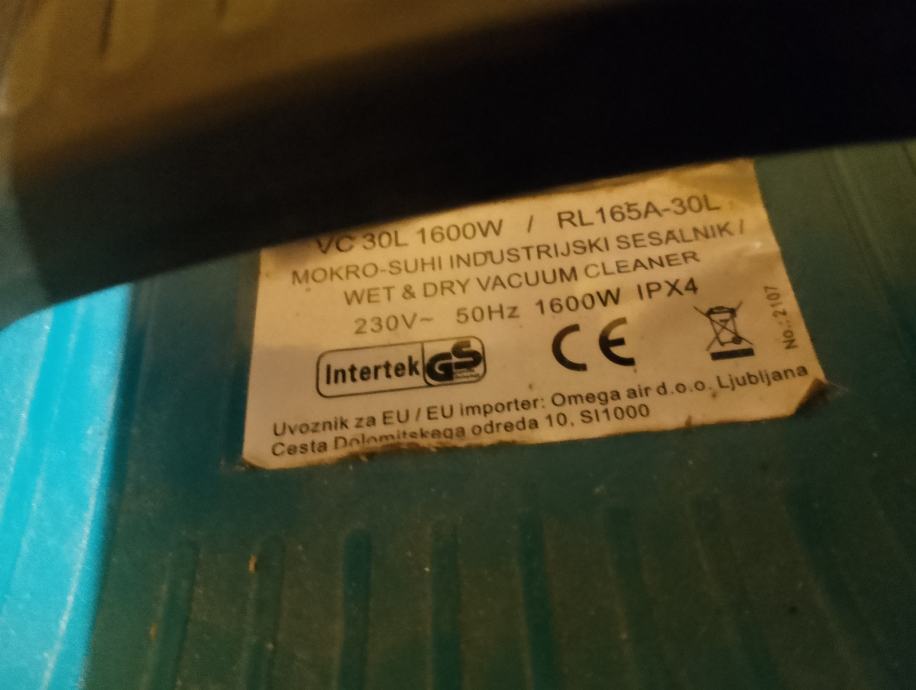 VC 30L 1600W / RL165A-30L
MOKRO-SUHI INDUSTRIJSKI SESALNIK /
WET & DRY VACUUM CLEANER
230V~ 50Hz 1600W IPX4
Intertek GS
CE
No.: 2107
Uvoznik za EU / EU importer: Omega air d.o.o. Ljubljana
Cesta Dolomitskega odreda 10, SI1000